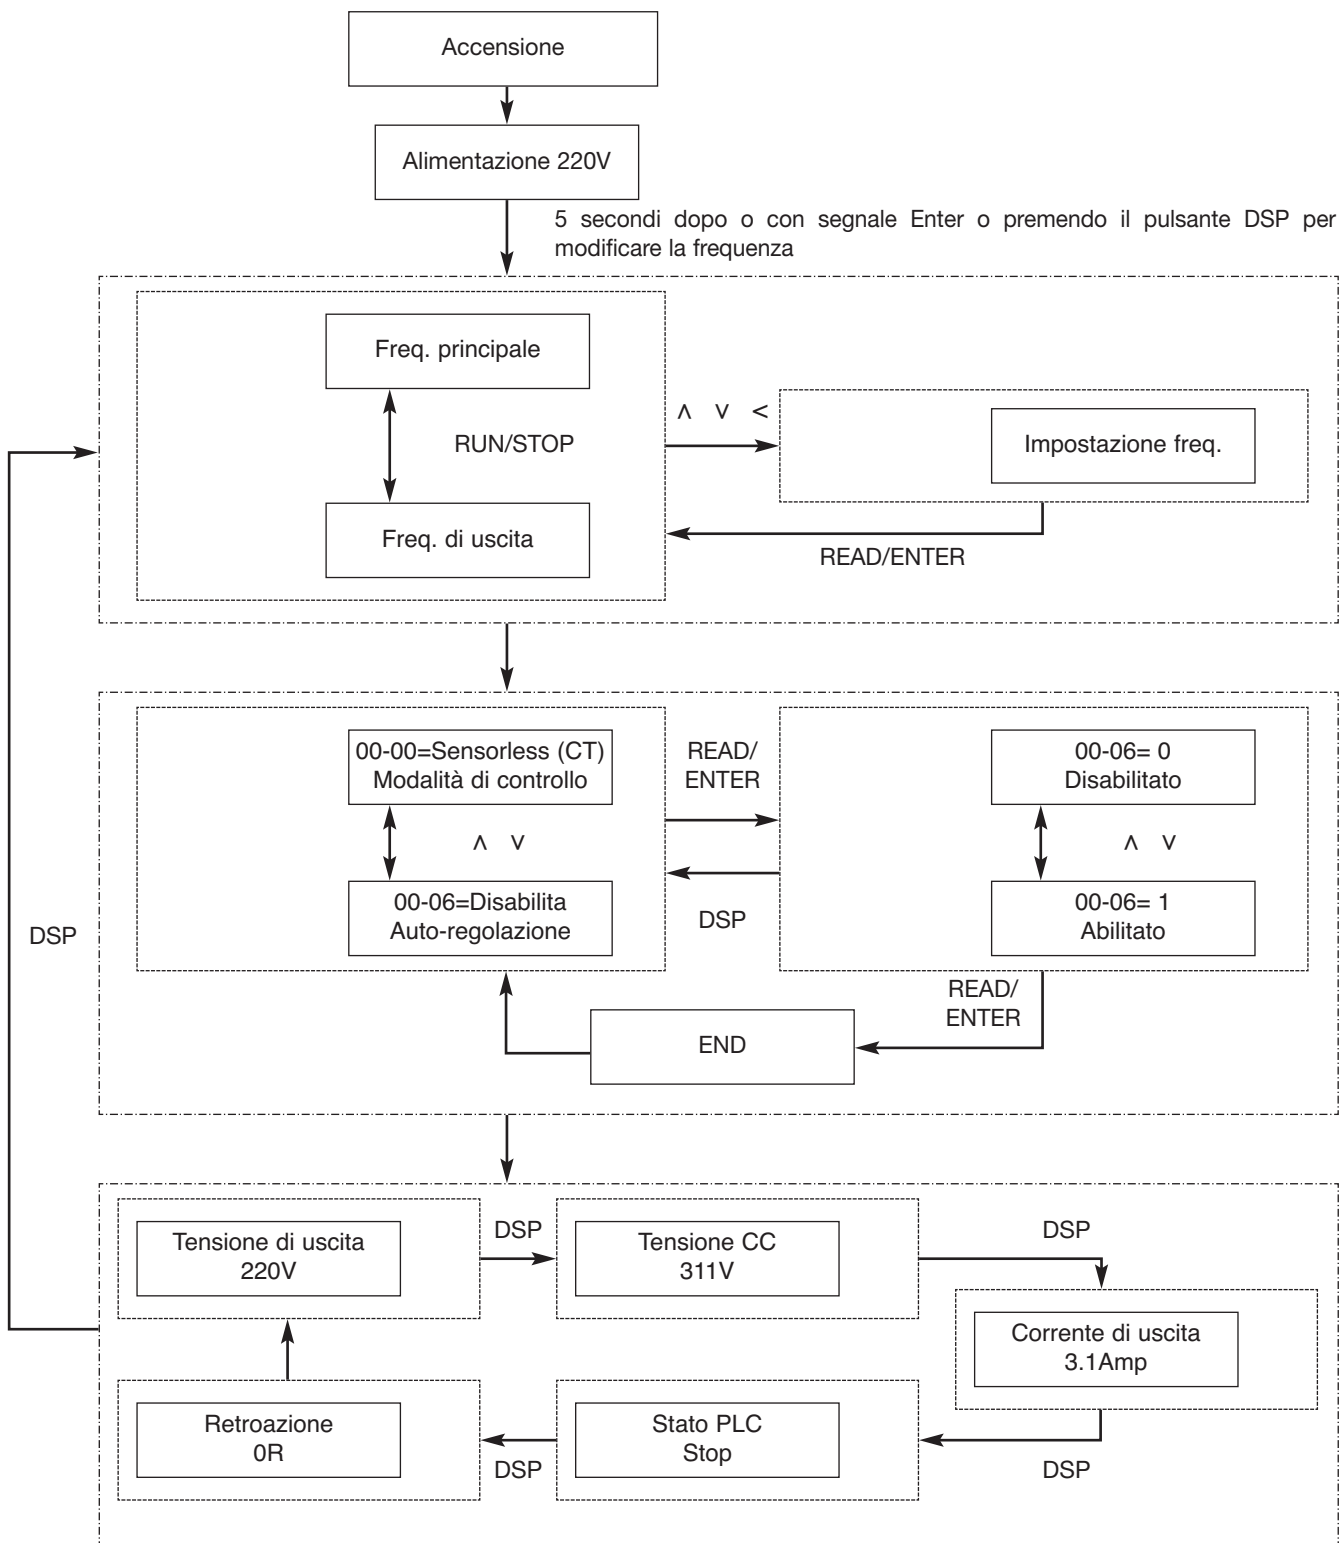 Accensione
Alimentazione 220V
5 secondi dopo o con segnale Enter o premendo il pulsante DSP per
modificare la frequenza
Freq. principale
RUN/STOP
Freq. di uscita
∧ ∨ <
Impostazione freq.
READ/ENTER
00-00=Sensorless (CT)
Modalità di controllo
∧ ∨
00-06=Disabilita
Auto-regolazione
READ/
ENTER
DSP
00-06= 0
Disabilitato
∧ ∨
00-06= 1
Abilitato
READ/
ENTER
END
DSP
Tensione di uscita
220V
DSP
Tensione CC
311V
DSP
Corrente di uscita
3.1Amp
DSP
Stato PLC
Stop
DSP
Retroazione
0R